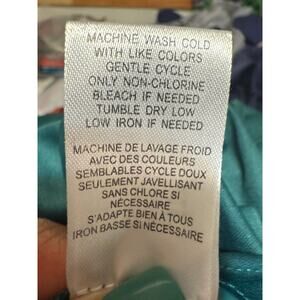 MACHINE WASH COLD
WITH LIKE COLORS
GENTLE CYCLE
ONLY NON-CHLORINE
BLEACH IF NEEDED
TUMBLE DRY LOW
LOW IRON IF NEEDED
MACHINE DE LAVAGE FROID
AVEC DES COULEURS
SEMBLABLES CYCLE DOUX
SEULEMENT JAVELLISANT
SANS CHLORE SI
NÉCESSAIRE
S'ADAPTE BIEN À TOUS
IRON BASSE SI NÉCESSAIRE